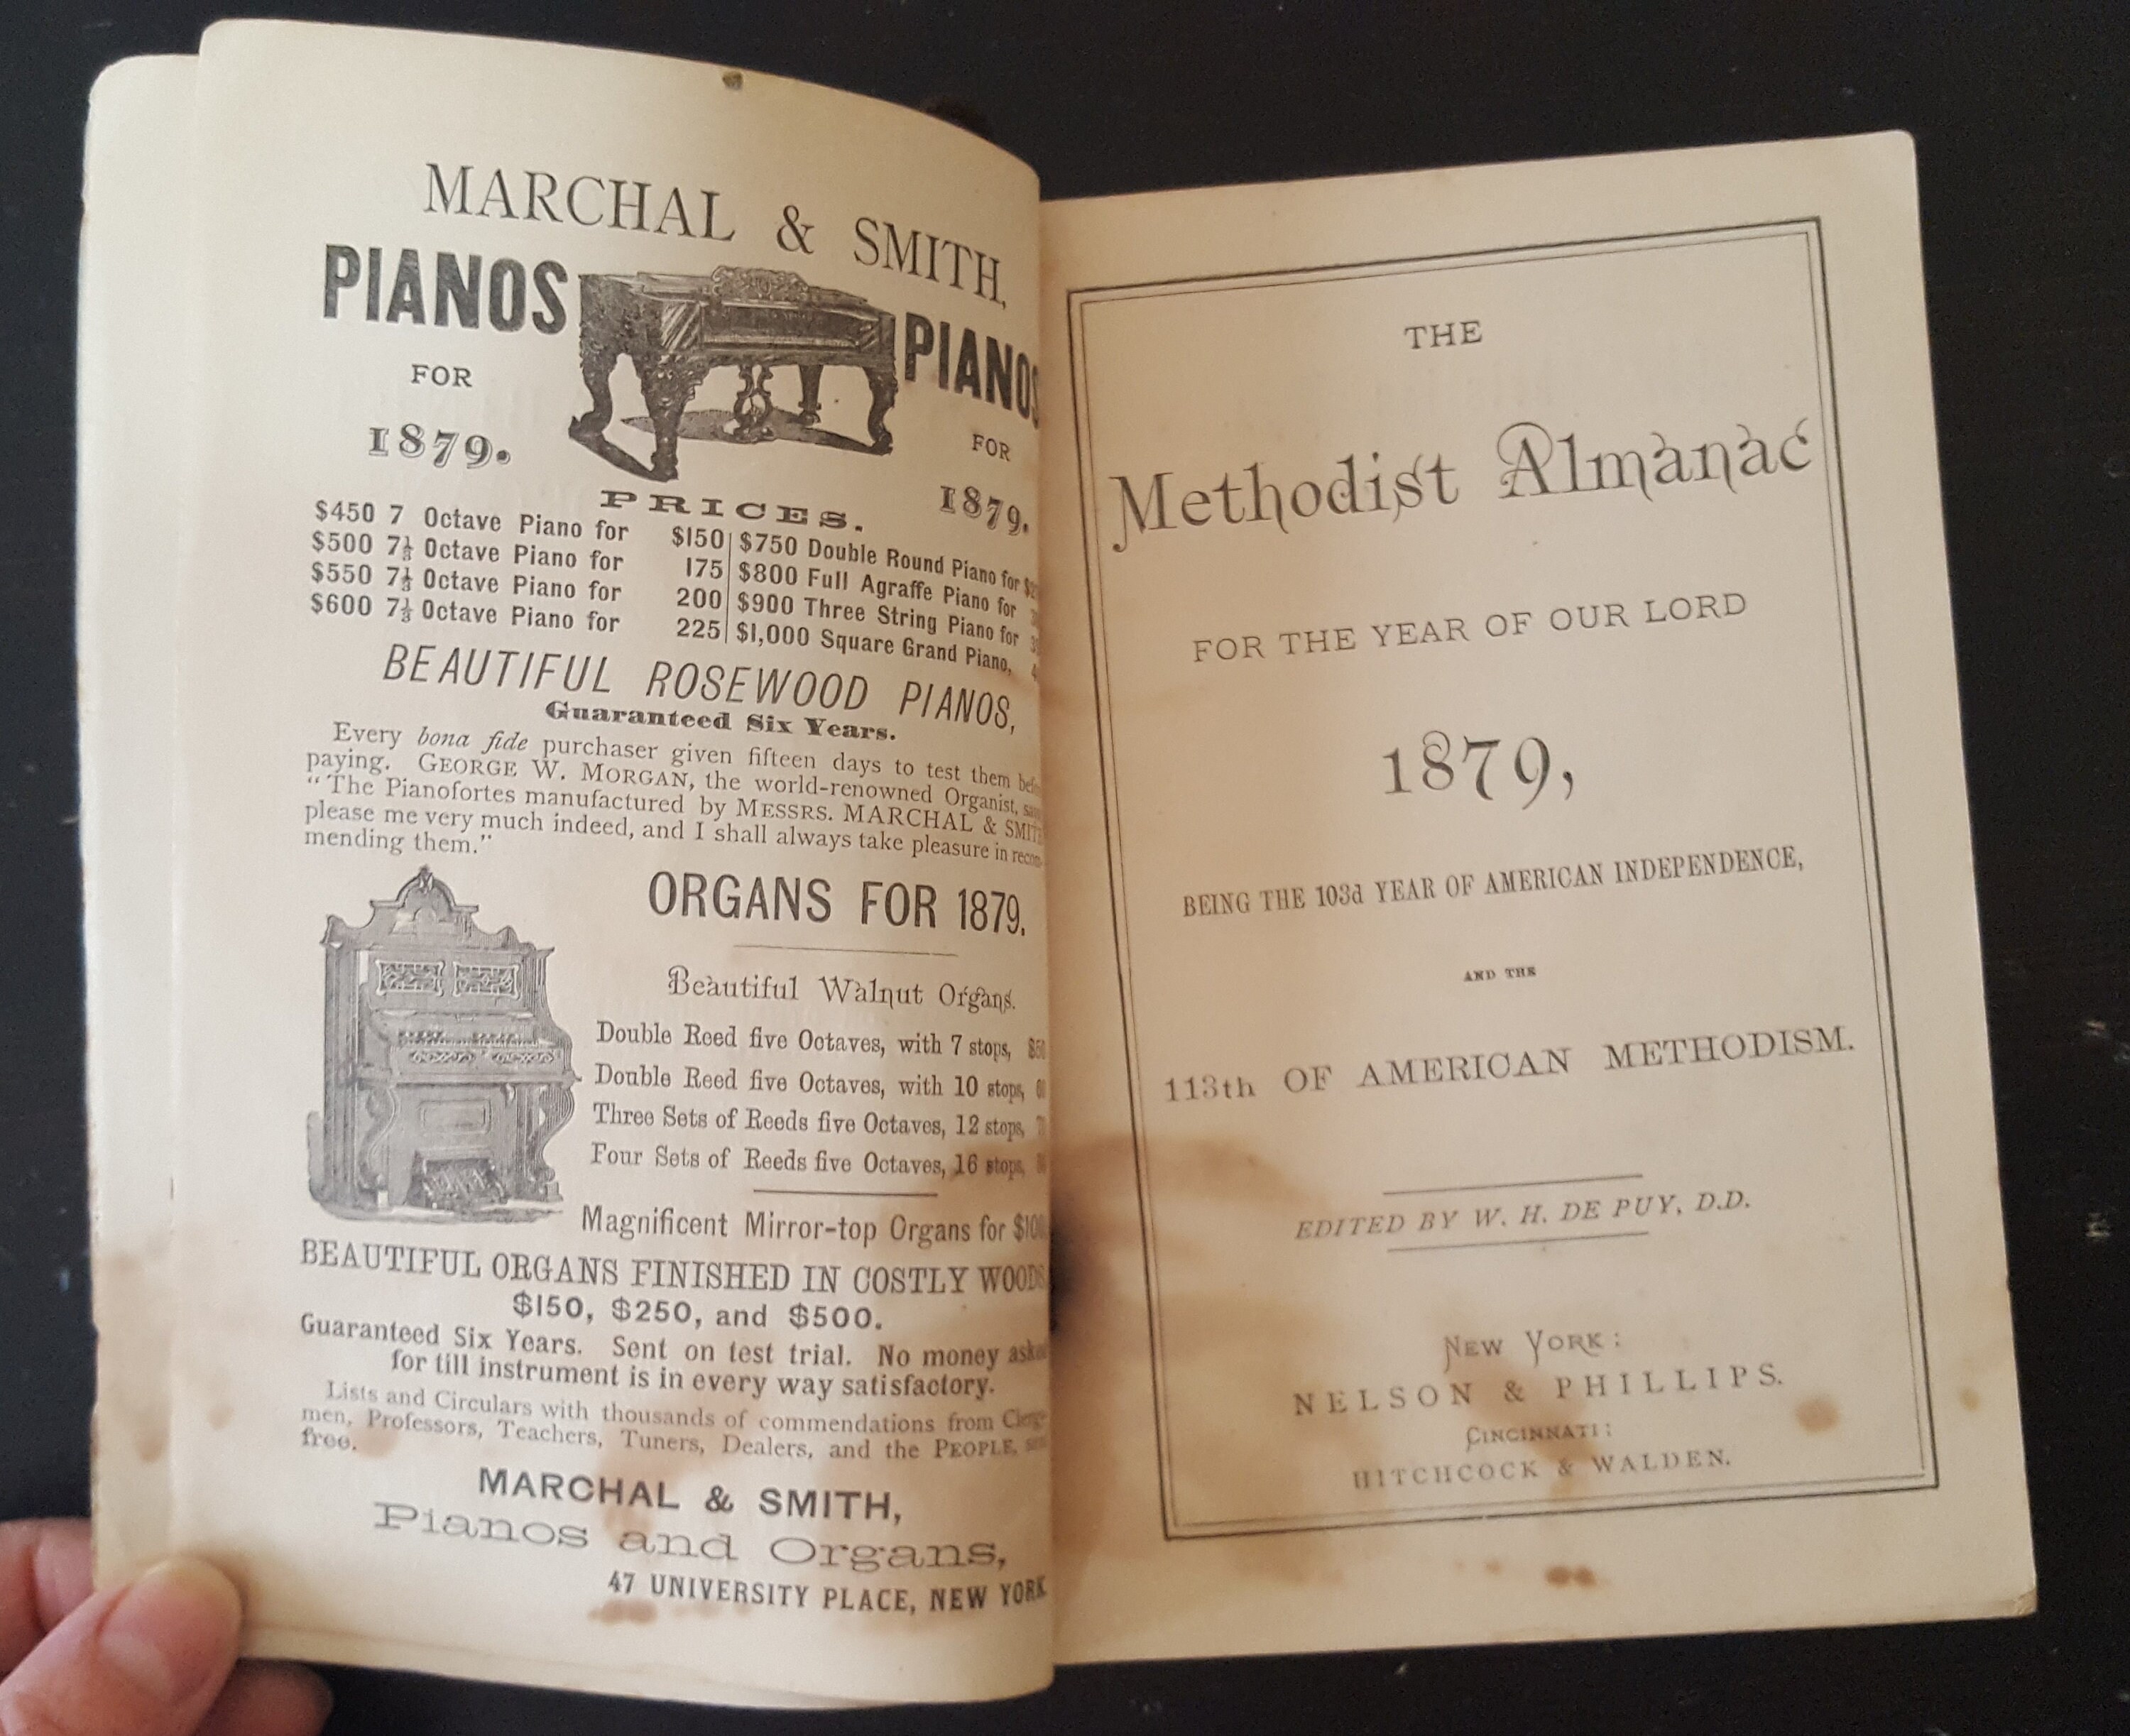 MARCHAL & SMITH,
PIANOS PIANOS
FOR FOR
1879. 1879.
PRICES.
$450 7 Octave Piano for $150 $750 Double Round Piano for
$500 7⅓ Octave Piano for 175 $800 Full Agraffe Piano for
$550 7⅓ Octave Piano for 200 $900 Three String Piano for
$600 7⅓ Octave Piano for 225 $1,000 Square Grand Piano,
BEAUTIFUL ROSEWOOD PIANOS,
Guaranteed Six Years.
Every bona fide purchaser given fifteen days to test them
paying. GEORGE W. MORGAN, the world-renowned Organist,
"The Pianofortes manufactured by MESSRS. MARCHAL & SMITH
please me very much indeed, and I shall always take pleasure in recom-
mending them."
ORGANS FOR 1879.
Beautiful Walnut Organs.
Double Reed five Octaves, with 7 stops,
Double Reed five Octaves, with 10 stops,
Three Sets of Reeds five Octaves, 12 stops,
Four Sets of Reeds five Octaves, 16 stops,
Magnificent Mirror-top Organs for $100
BEAUTIFUL ORGANS FINISHED IN COSTLY WOODS
$150, $250, and $500.
Guaranteed Six Years. Sent on test trial. No money asked
for till instrument is in every way satisfactory.
Lists and Circulars with thousands of commendations from Clergy-
men, Professors, Teachers, Tuners, Dealers, and the PEOPLE, sent
free.
MARCHAL & SMITH,
Pianos and Organs,
47 UNIVERSITY PLACE, NEW YORK
THE
Methodist Almanac
FOR THE YEAR OF OUR LORD
1879,
BEING THE 103d YEAR OF AMERICAN INDEPENDENCE,
AND THE
113th OF AMERICAN METHODISM.
EDITED BY W. H. DE PUY, D.D.
NEW YORK:
NELSON & PHILLIPS.
CINCINNATI:
HITCHCOCK & WALDEN.